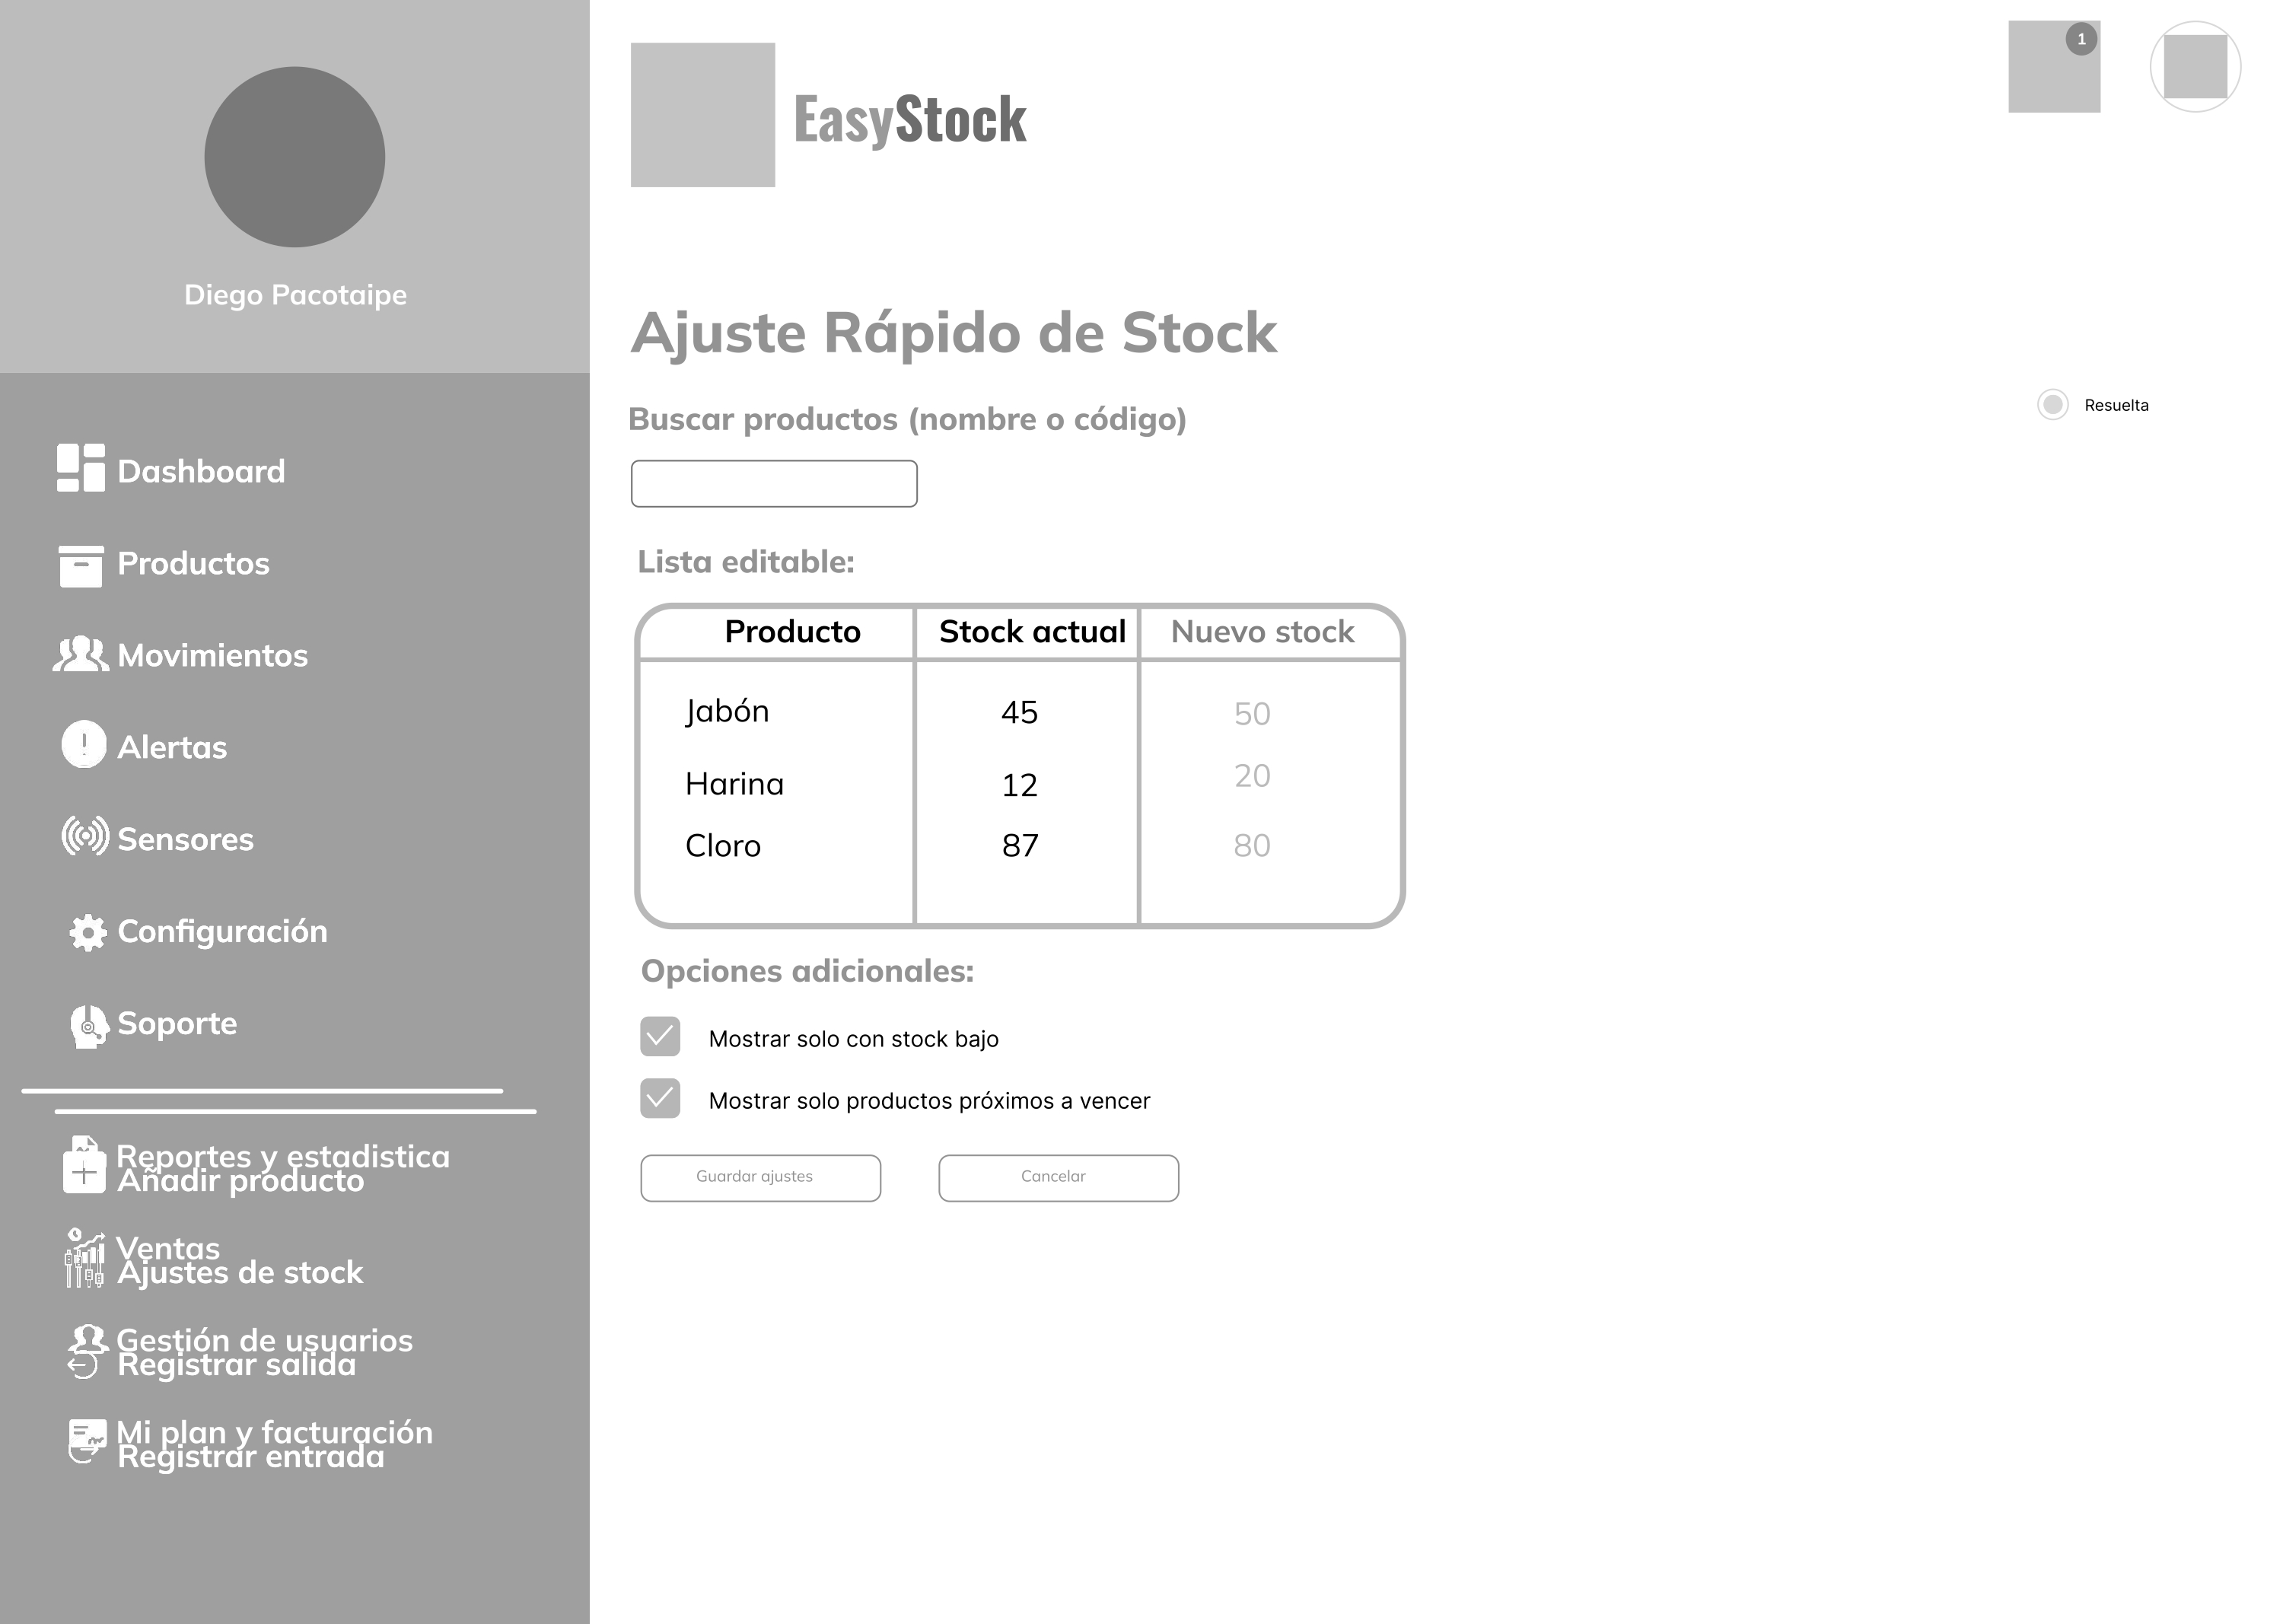 Diego Pacotaipe
Dashboard
Productos
Movimientos
Alertas
Sensores
Configuración
Soporte
Reportes y estadistica
Añadir producto
Ventas
Ajustes de stock
Gestión de usuarios
Registrar salida
Mi plan y facturación
Registrar entrada
EasyStock
1
Ajuste Rápido de Stock
Buscar productos (nombre o código)
Resuelta
Lista editable:
Producto Stock actual Nuevo stock
Jabón 45 50
Harina 12 20
Cloro 87 80
Opciones adicionales:
Mostrar solo con stock bajo
Mostrar solo productos próximos a vencer
Guardar ajustes Cancelar